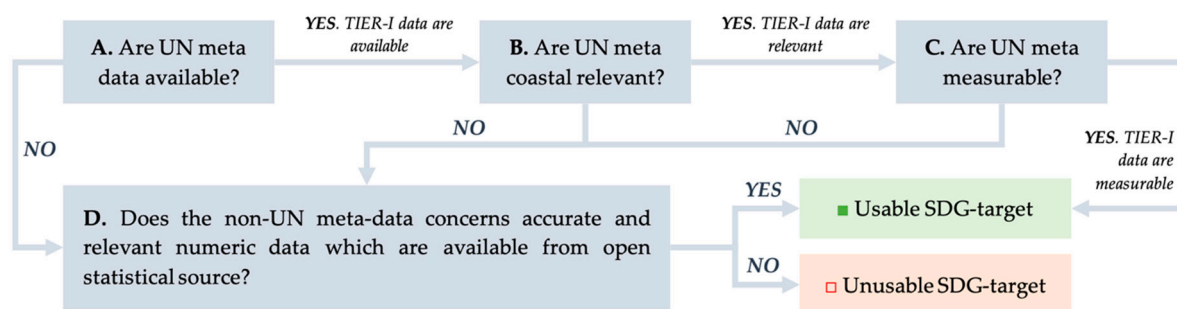 A. Are UN meta
data available?
YES. TIER-I data are
available
B. Are UN meta
coastal relevant?
YES. TIER-I data are
relevant
C. Are UN meta
measurable?
NO
NO
NO
YES. TIER-I
data are
measurable
D. Does the non-UN meta-data concerns accurate and
relevant numeric data which are available from open
statistical source?
YES
Usable SDG-target
NO
Unusable SDG-target